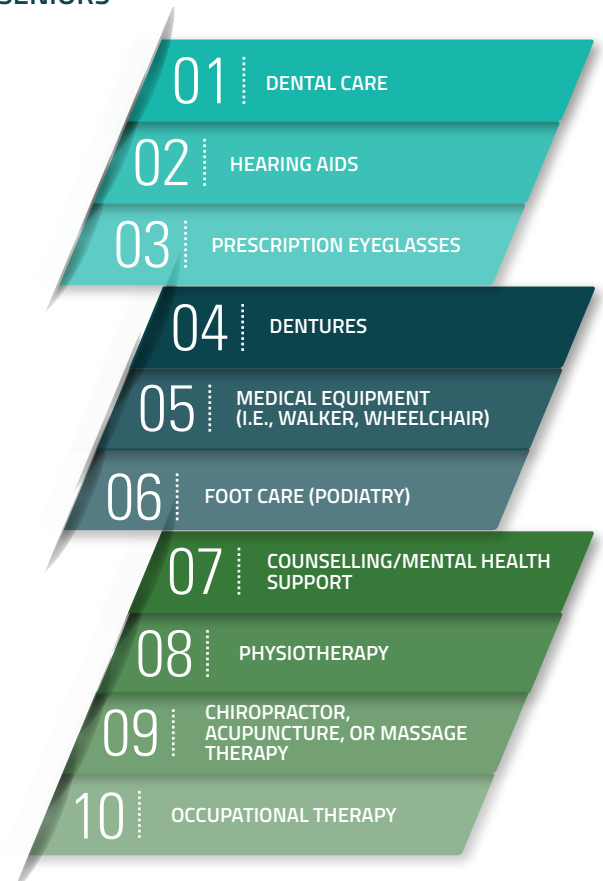 SENIORS
01 DENTAL CARE
02 HEARING AIDS
03 PRESCRIPTION EYEGLASSES
04 DENTURES
05 MEDICAL EQUIPMENT
(I.E., WALKER, WHEELCHAIR)
06 FOOT CARE (PODIATRY)
07 COUNSELLING/MENTAL HEALTH
SUPPORT
08 PHYSIOTHERAPY
09 CHIROPRACTOR,
ACUPUNCTURE, OR MASSAGE
THERAPY
10 OCCUPATIONAL THERAPY